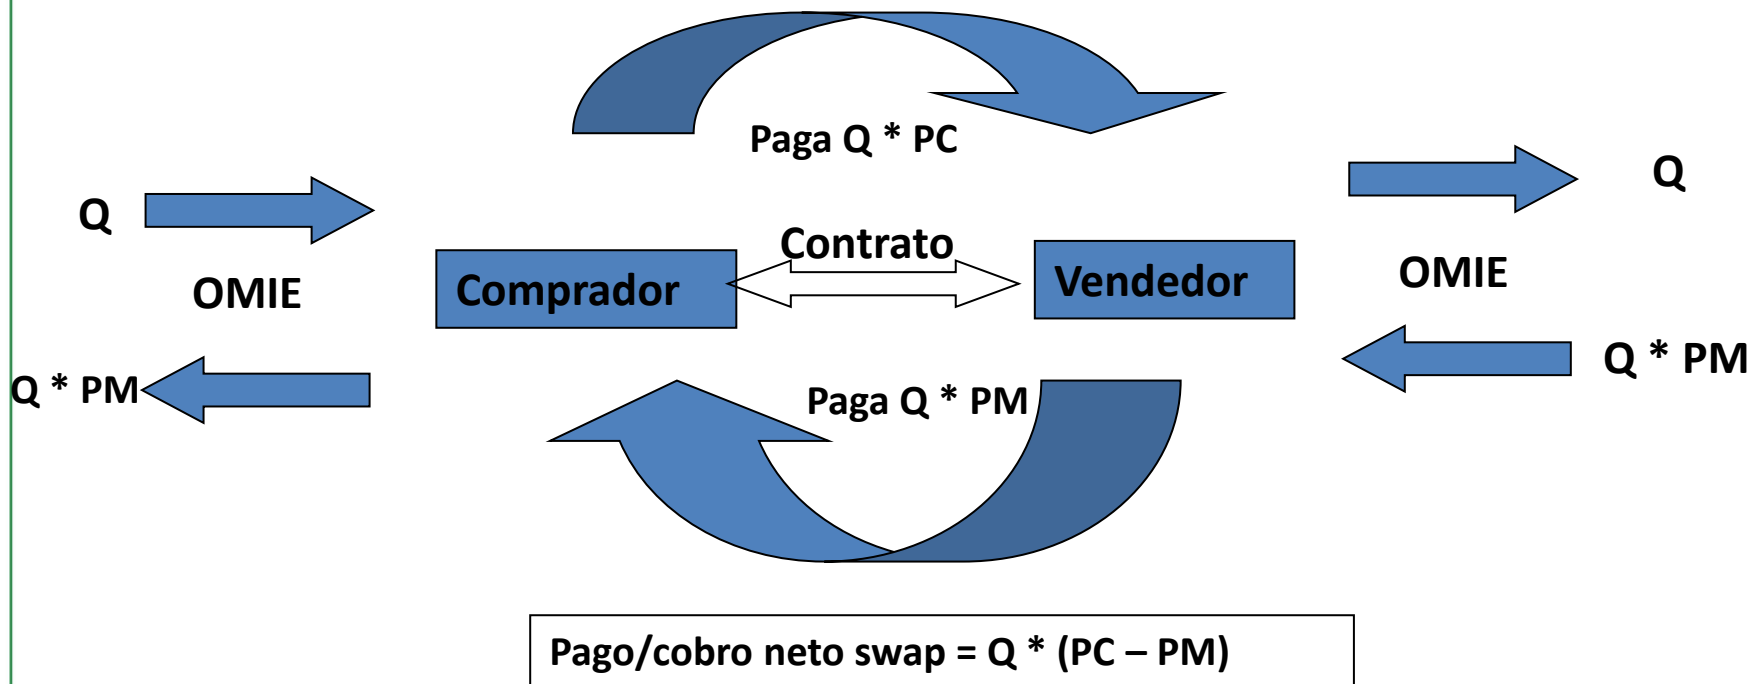 Paga Q * PC
Q
Q
Contrato
OMIE
Comprador
Vendedor
OMIE
Q * PM
Paga Q * PM
Q * PM
Pago/cobro neto swap = Q * (PC – PM)